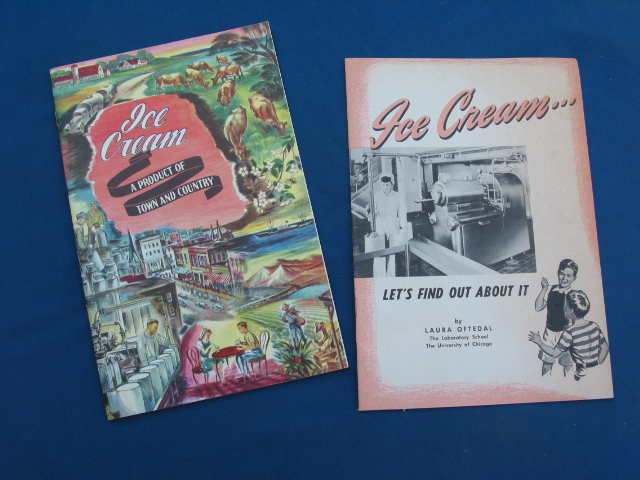 Ice
Cream
A PRODUCT OF
TOWN AND COUNTRY
Ice Cream...
LET'S FIND OUT ABOUT IT
by
LAURA OFTEDAL
The Laboratory School
The University of Chicago